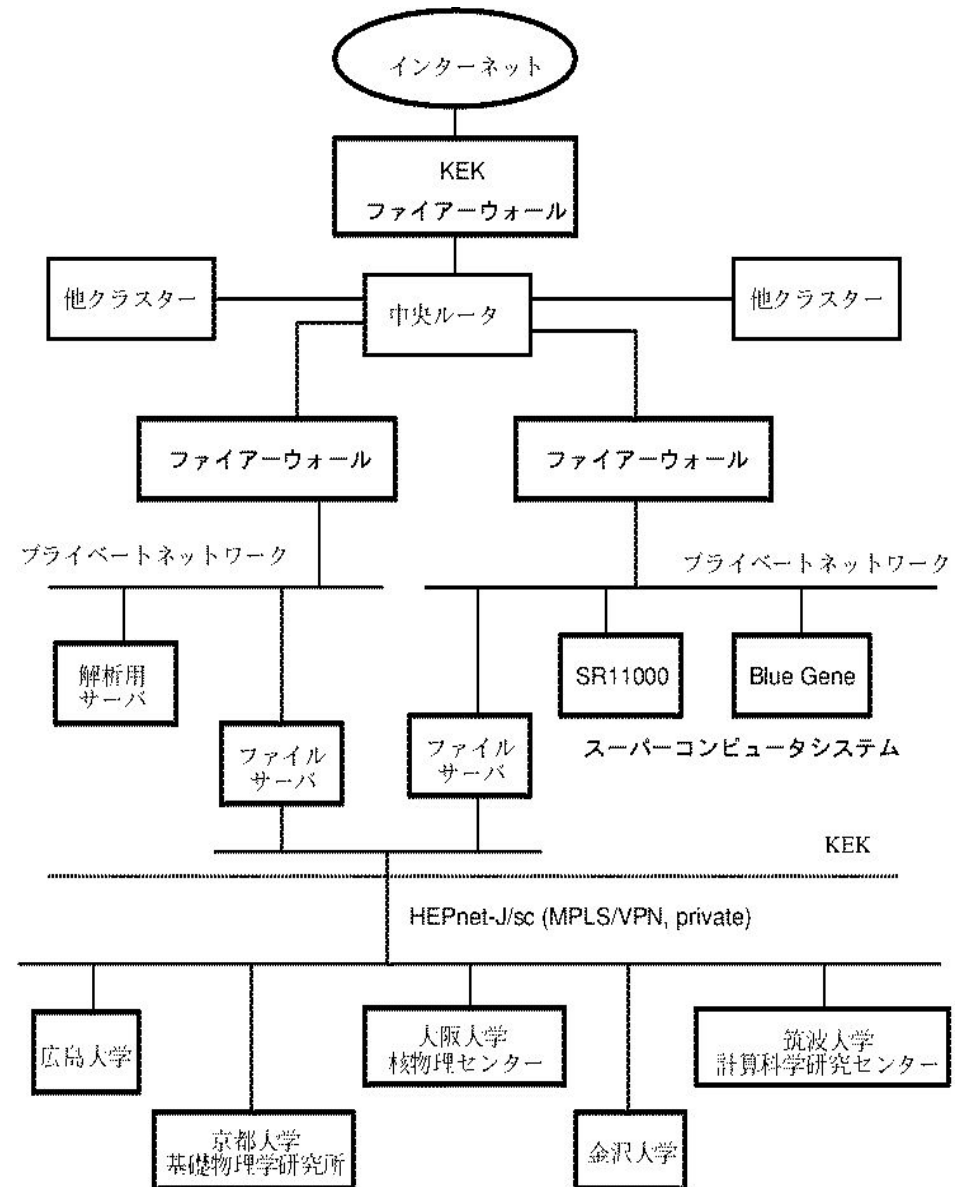 インターネット
KEK
ファイアーウォール
他クラスター
中央ルータ
他クラスター
ファイアーウォール
ファイアーウォール
プライベートネットワーク
プライベートネットワーク
解析用
サーバ
SR11000
Blue Gene
ファイル
サーバ
ファイル
サーバ
スーパーコンピュータシステム
KEK
HEPnet-J/sc (MPLS/VPN, private)
広島大学
大阪大学
核物理センター
筑波大学
計算科学研究センター
京都大学
基礎物理学研究所
金沢大学